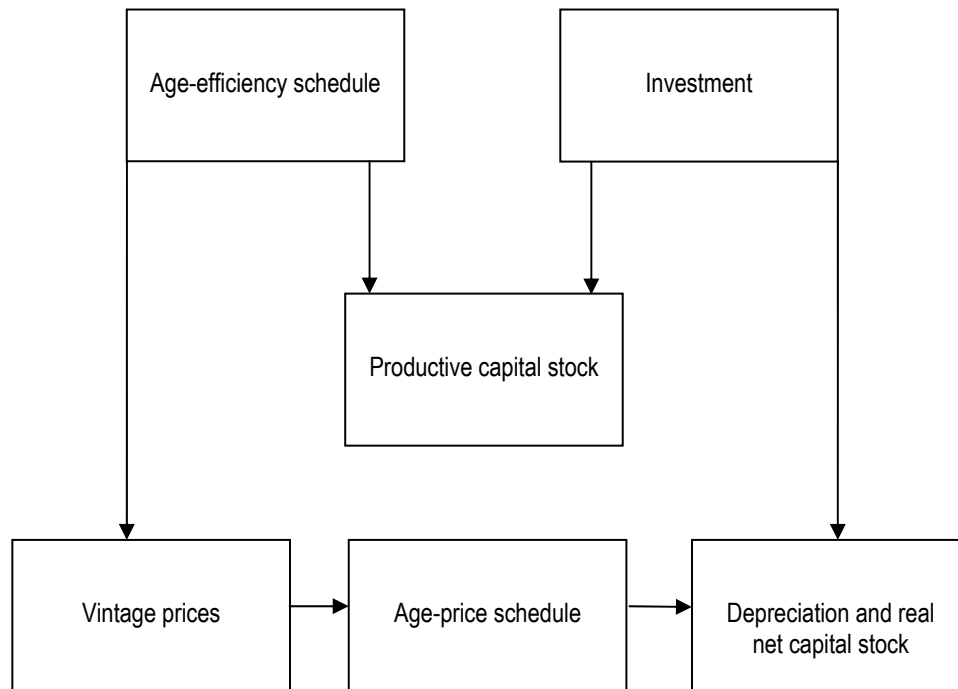 Age-efficiency schedule
Investment
Productive capital stock
Vintage prices
Age-price schedule
Depreciation and real
net capital stock